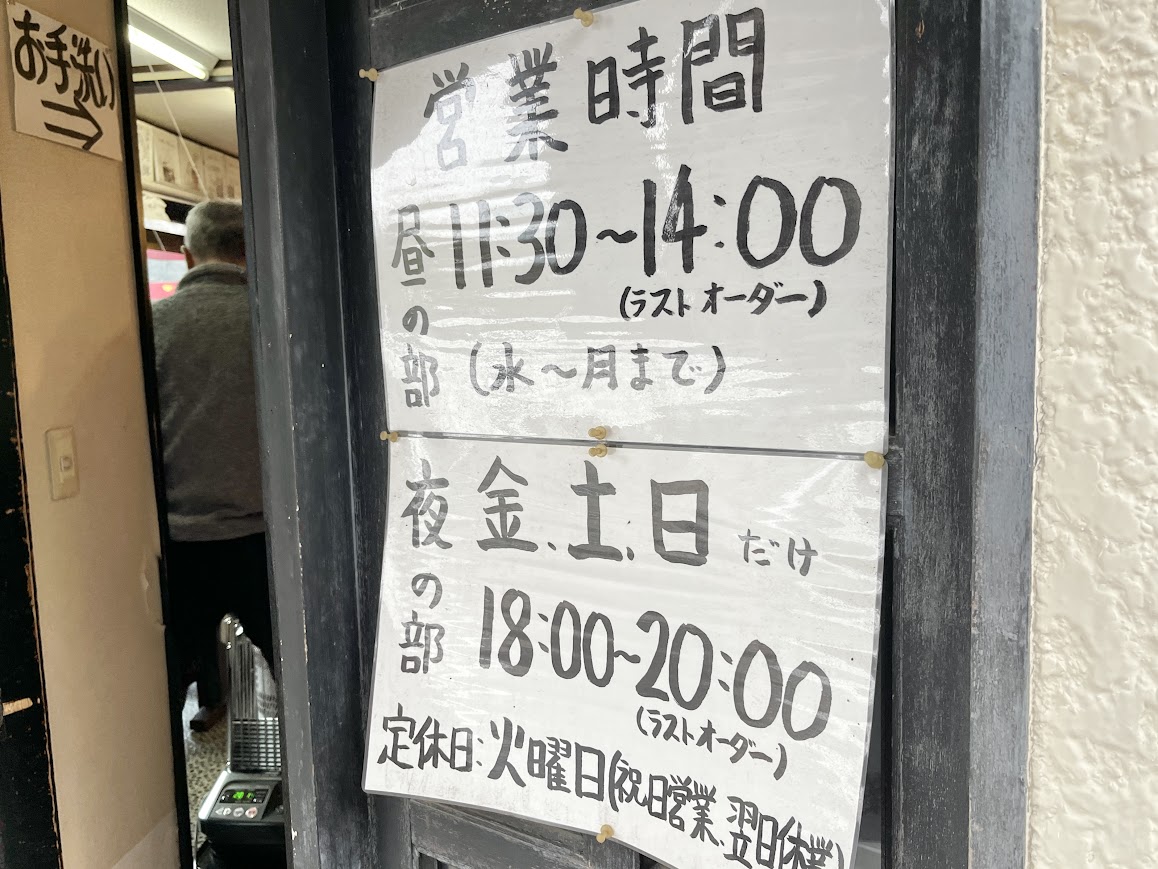 お手洗い
→
営業時間
昼の部
11:30～14:00
(ラストオーダー)
(水～月まで)
夜の部
金、土、日だけ
18:00～20:00
(ラストオーダー)
定休日:火曜日(祝日営業、翌日休業)